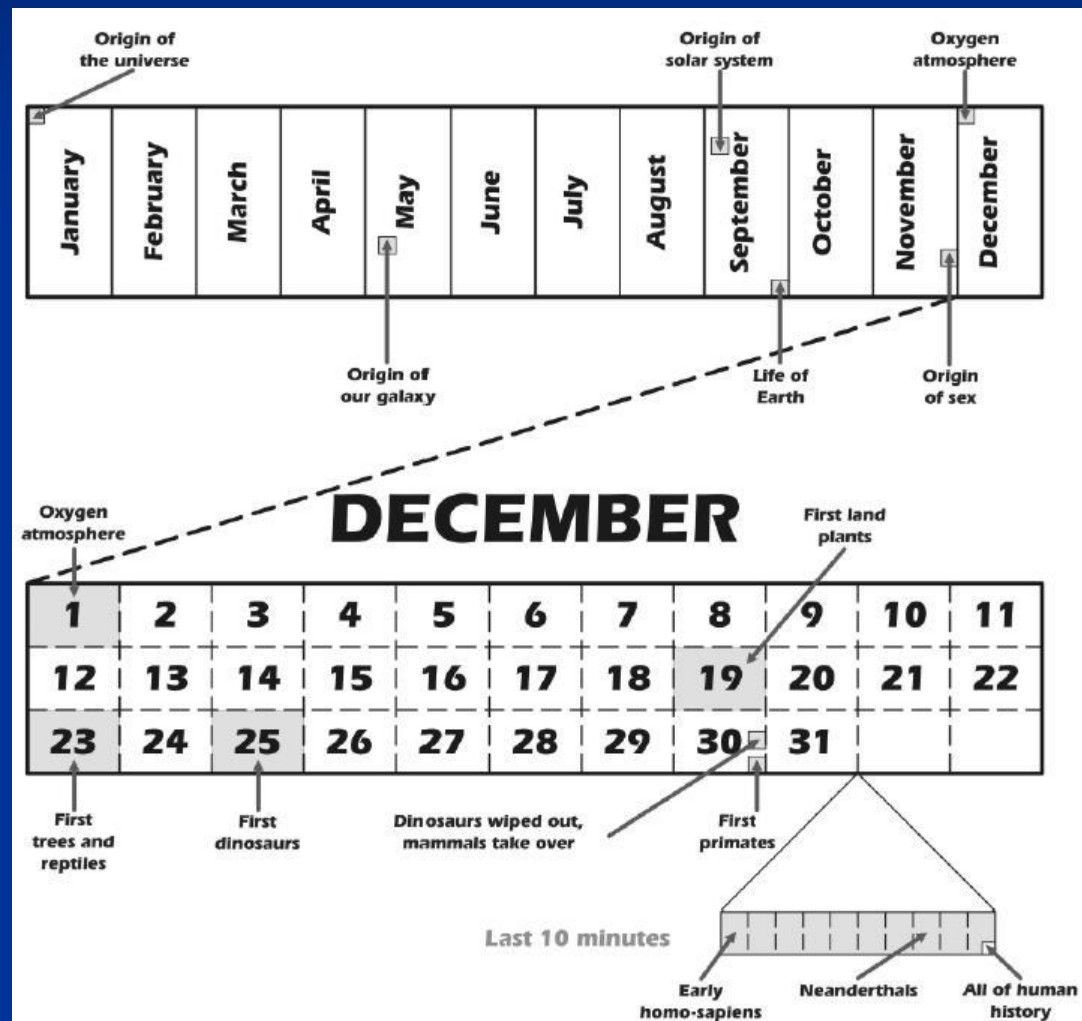 Origin of
the universe
Origin of
solar system
Oxygen
atmosphere
January
February
March
April
May
June
July
August
September
October
November
December
Origin of
our galaxy
Life of
Earth
Origin
of sex
Oxygen
atmosphere
DECEMBER
First land
plants
1 2 3 4 5 6 7 8 9 10 11
12 13 14 15 16 17 18 19 20 21 22
23 24 25 26 27 28 29 30 31
First
trees and
reptiles
First
dinosaurs
Dinosaurs wiped out,
mammals take over
First
primates
Last 10 minutes
Early
homo-sapiens
Neanderthals
All of human
history